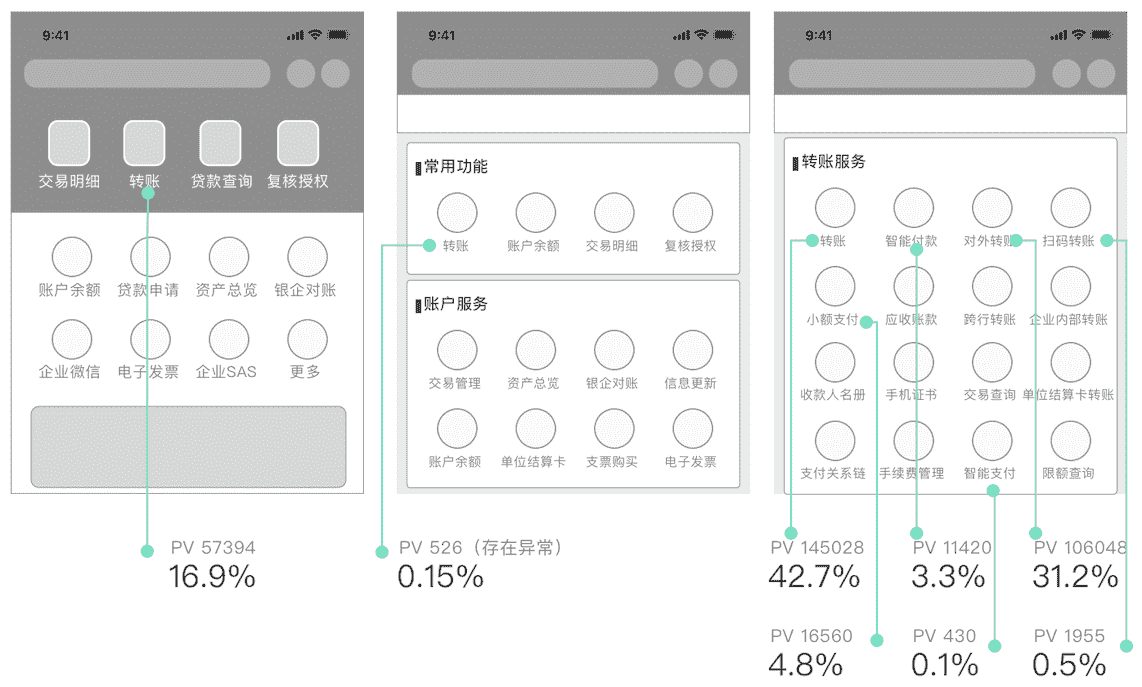 9:41
交易明细 转账 贷款查询 复核授权
账户余额 贷款申请 资产总览 银企对账
企业微信 电子发票 企业SAS 更多
PV 57394
16.9%
9:41
常用功能
转账 账户余额 交易明细 复核授权
账户服务
交易管理 资产总览 银企对账 信息更新
账户余额 单位结算卡 支票购买 电子发票
PV 526（存在异常）
0.15%
9:41
转账服务
转账 智能付款 对外转账 扫码转账
小额支付 应收账款 跨行转账 企业内部转账
收款人名册 手机证书 交易查询 单位结算卡转账
支付关系链 手续费管理 智能支付 限额查询
PV 145028 PV 11420 PV 106048
42.7% 3.3% 31.2%
PV 16560 PV 430 PV 1955
4.8% 0.1% 0.5%